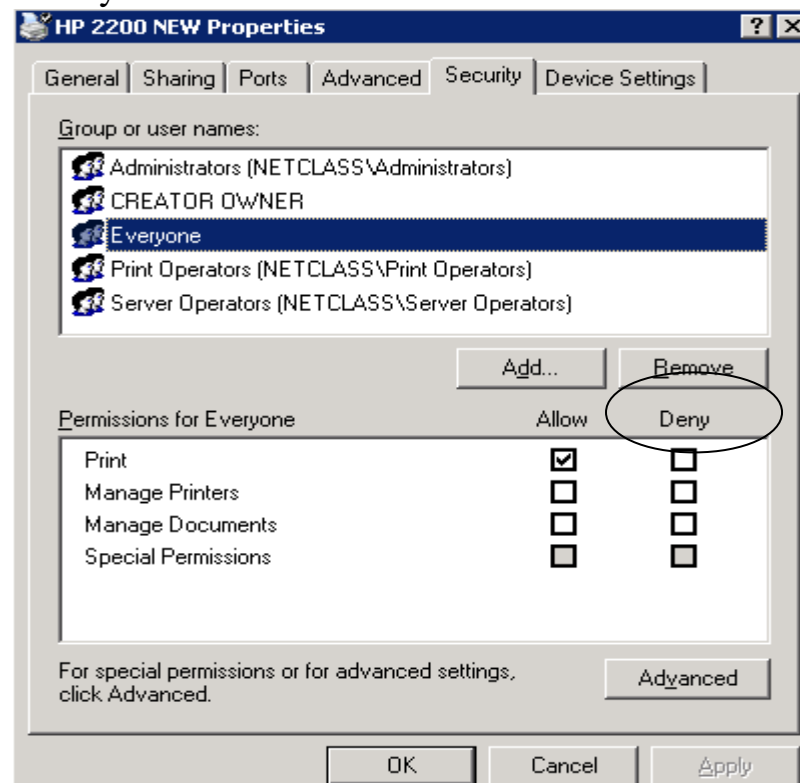 HP 2200 NEW Properties
General Sharing Ports Advanced Security Device Settings
Group or user names:
Administrators (NETCLASS\Administrators)
CREATOR OWNER
Everyone
Print Operators (NETCLASS\Print Operators)
Server Operators (NETCLASS\Server Operators)
Add... Remove
Permissions for Everyone Allow Deny
Print
Manage Printers
Manage Documents
Special Permissions
For special permissions or for advanced settings,
click Advanced.
Advanced
OK Cancel Apply